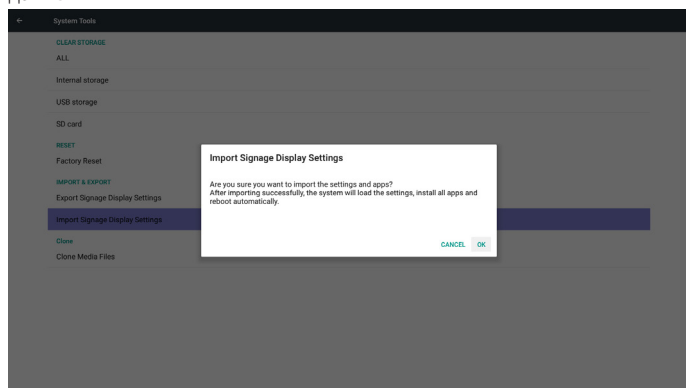 System Tools
CLEAR STORAGE
ALL
Internal storage
USB storage
SD card
RESET
Factory Reset
IMPORT & EXPORT
Export Signage Display Settings
Import Signage Display Settings
Clone
Clone Media Files
Import Signage Display Settings
Are you sure you want to import the settings and apps?
After importing successfully, the system will load the settings, install all apps and
reboot automatically.
CANCEL OK